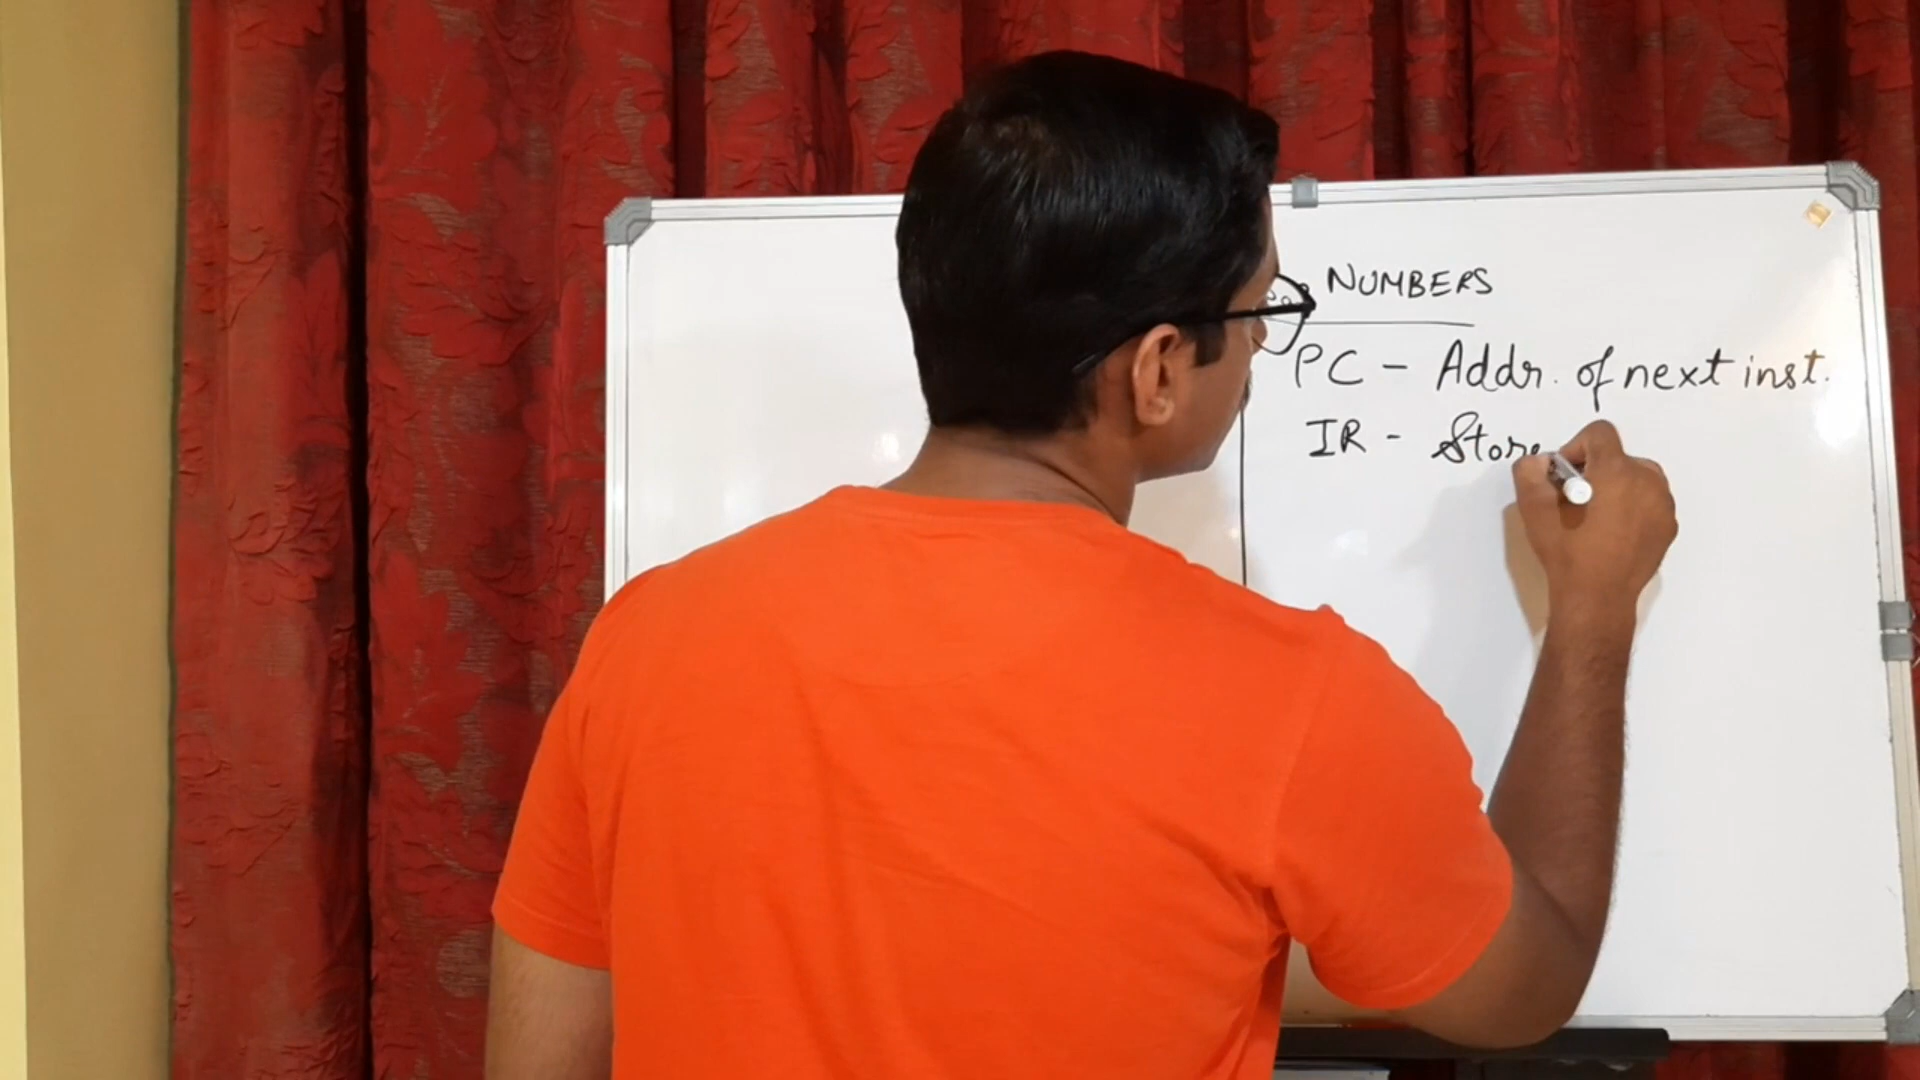 NUMBERS
PC - Addr. of next inst.
IR - Store